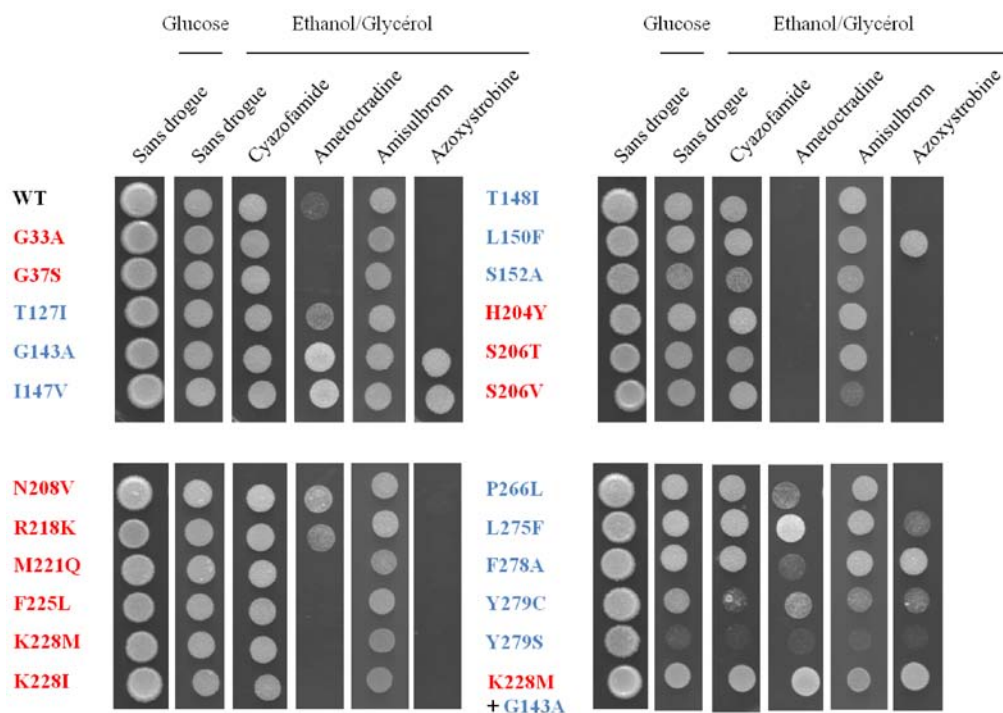 Glucose Ethanol/Glycérol Glucose Ethanol/Glycérol
Sans drogue Sans drogue Cyazofamide Ametoctradine Amisulbrom Azoxystrobine Sans drogue Sans drogue Cyazofamide Ametoctradine Amisulbrom Azoxystrobine
WT
G33A
G37S
T127I
G143A
I147V
T148I
L150F
S152A
H204Y
S206T
S206V
N208V
R218K
M221Q
F225L
K228M
K228I
P266L
L275F
F278A
Y279C
Y279S
K228M
+ G143A